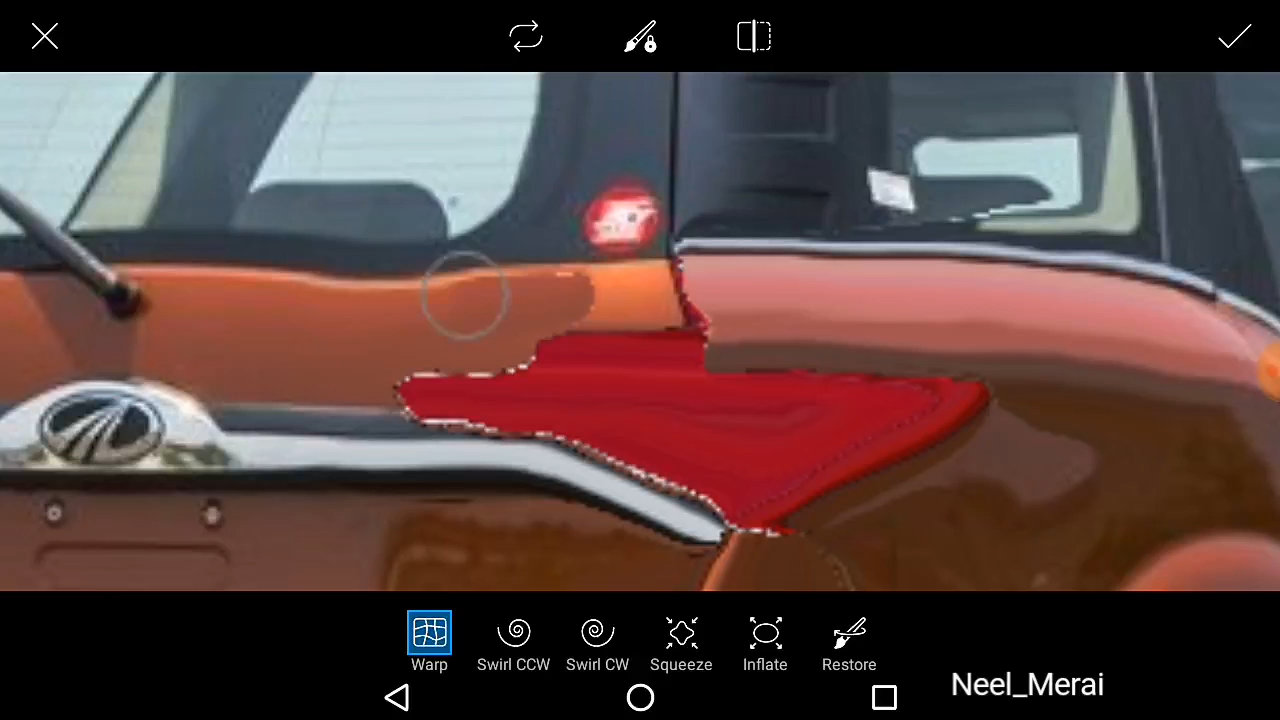 Warp
Swirl CCW
Swirl CW
Squeeze
Inflate
Restore
Neel_Merai